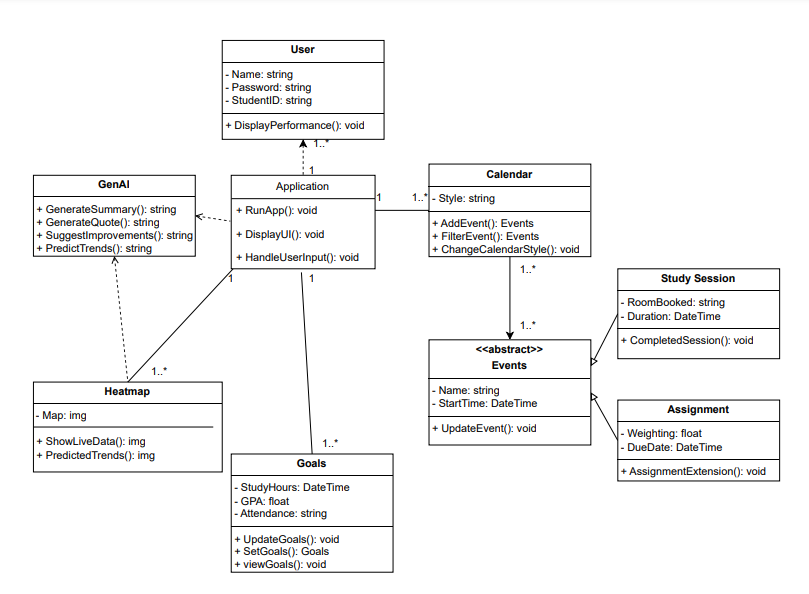 User
- Name: string
- Password: string
- StudentID: string
+ DisplayPerformance(): void
1..*
1
GenAI
+ GenerateSummary(): string
+ GenerateQuote(): string
+ SuggestImprovements(): string
+ PredictTrends(): string
Application
+ RunApp(): void
+ DisplayUI(): void
+ HandleUserInput(): void
1
1..*
Calendar
- Style: string
+ AddEvent(): Events
+ FilterEvent(): Events
+ ChangeCalendarStyle(): void
1..*
1..*
1
1
1..*
1..*
<<abstract>>
Events
- Name: string
- StartTime: DateTime
+ UpdateEvent(): void
Study Session
- RoomBooked: string
- Duration: DateTime
+ CompletedSession(): void
Assignment
- Weighting: float
- DueDate: DateTime
+ AssignmentExtension(): void
Heatmap
- Map: img
+ ShowLiveData(): img
+ PredictedTrends(): img
Goals
- StudyHours: DateTime
- GPA: float
- Attendance: string
+ UpdateGoals(): void
+ SetGoals(): Goals
+ viewGoals(): void